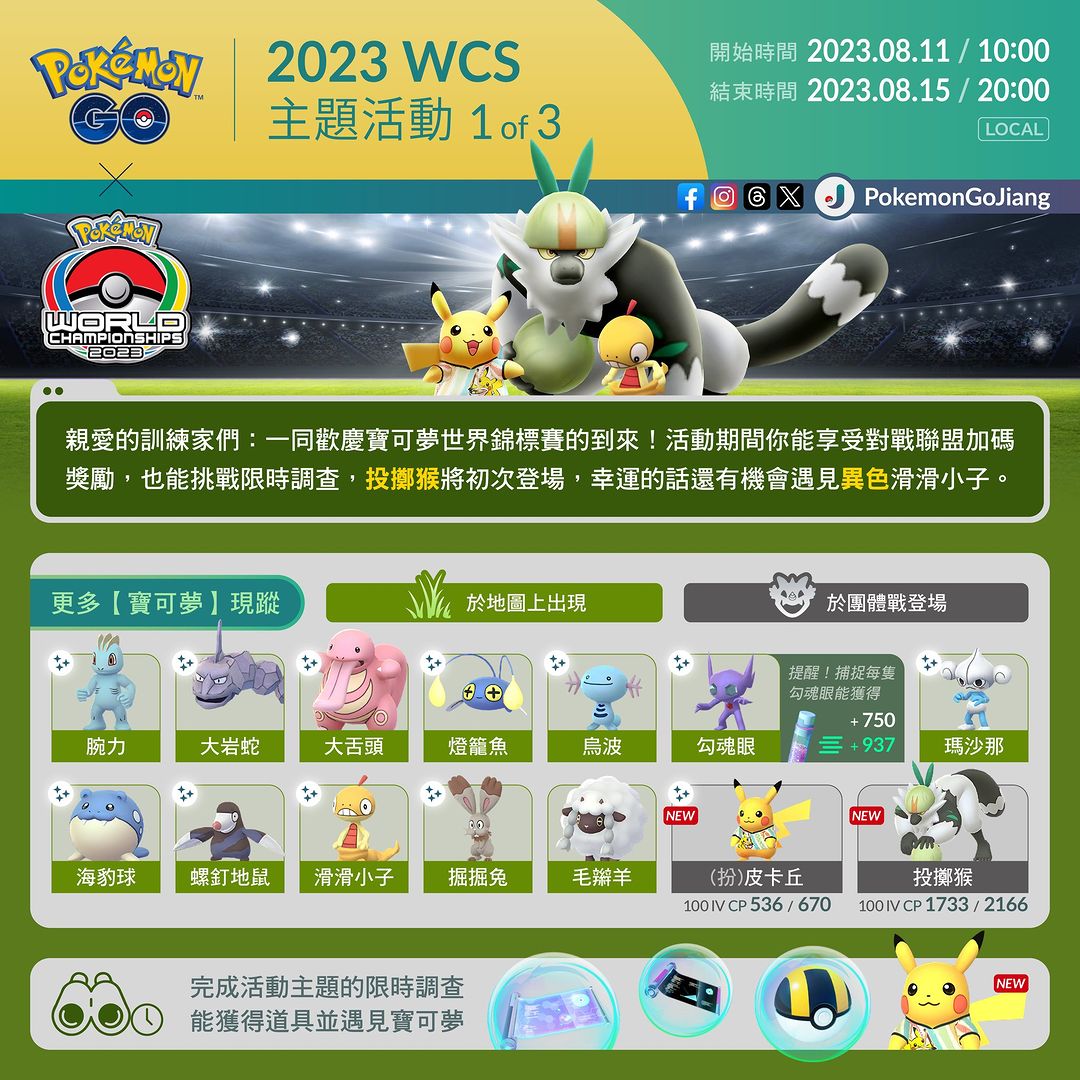 POKÉMON
GO
TM
2023 WCS
主題活動 1 of 3
開始時間 2023.08.11 / 10:00
結束時間 2023.08.15 / 20:00
LOCAL
PokemonGoJiang
POKÉMON
WORLD
CHAMPIONSHIPS
2023
親愛的訓練家們：一同歡慶寶可夢世界錦標賽的到來！活動期間你能享受對戰聯盟加碼
獎勵，也能挑戰限時調查，投擲猴將初次登場，幸運的話還有機會遇見異色滑滑小子。
更多【寶可夢】現蹤
於地圖上出現
於團體戰登場
腕力
大岩蛇
大舌頭
燈籠魚
烏波
勾魂眼
提醒！捕捉每隻
勾魂眼能獲得
+750
+937
瑪沙那
海豹球
螺釘地鼠
滑滑小子
掘掘兔
毛辮羊
NEW
(扮)皮卡丘
100 IV CP 536 / 670
NEW
投擲猴
100 IV CP 1733 / 2166
完成活動主題的限時調查
能獲得道具並遇見寶可夢
NEW